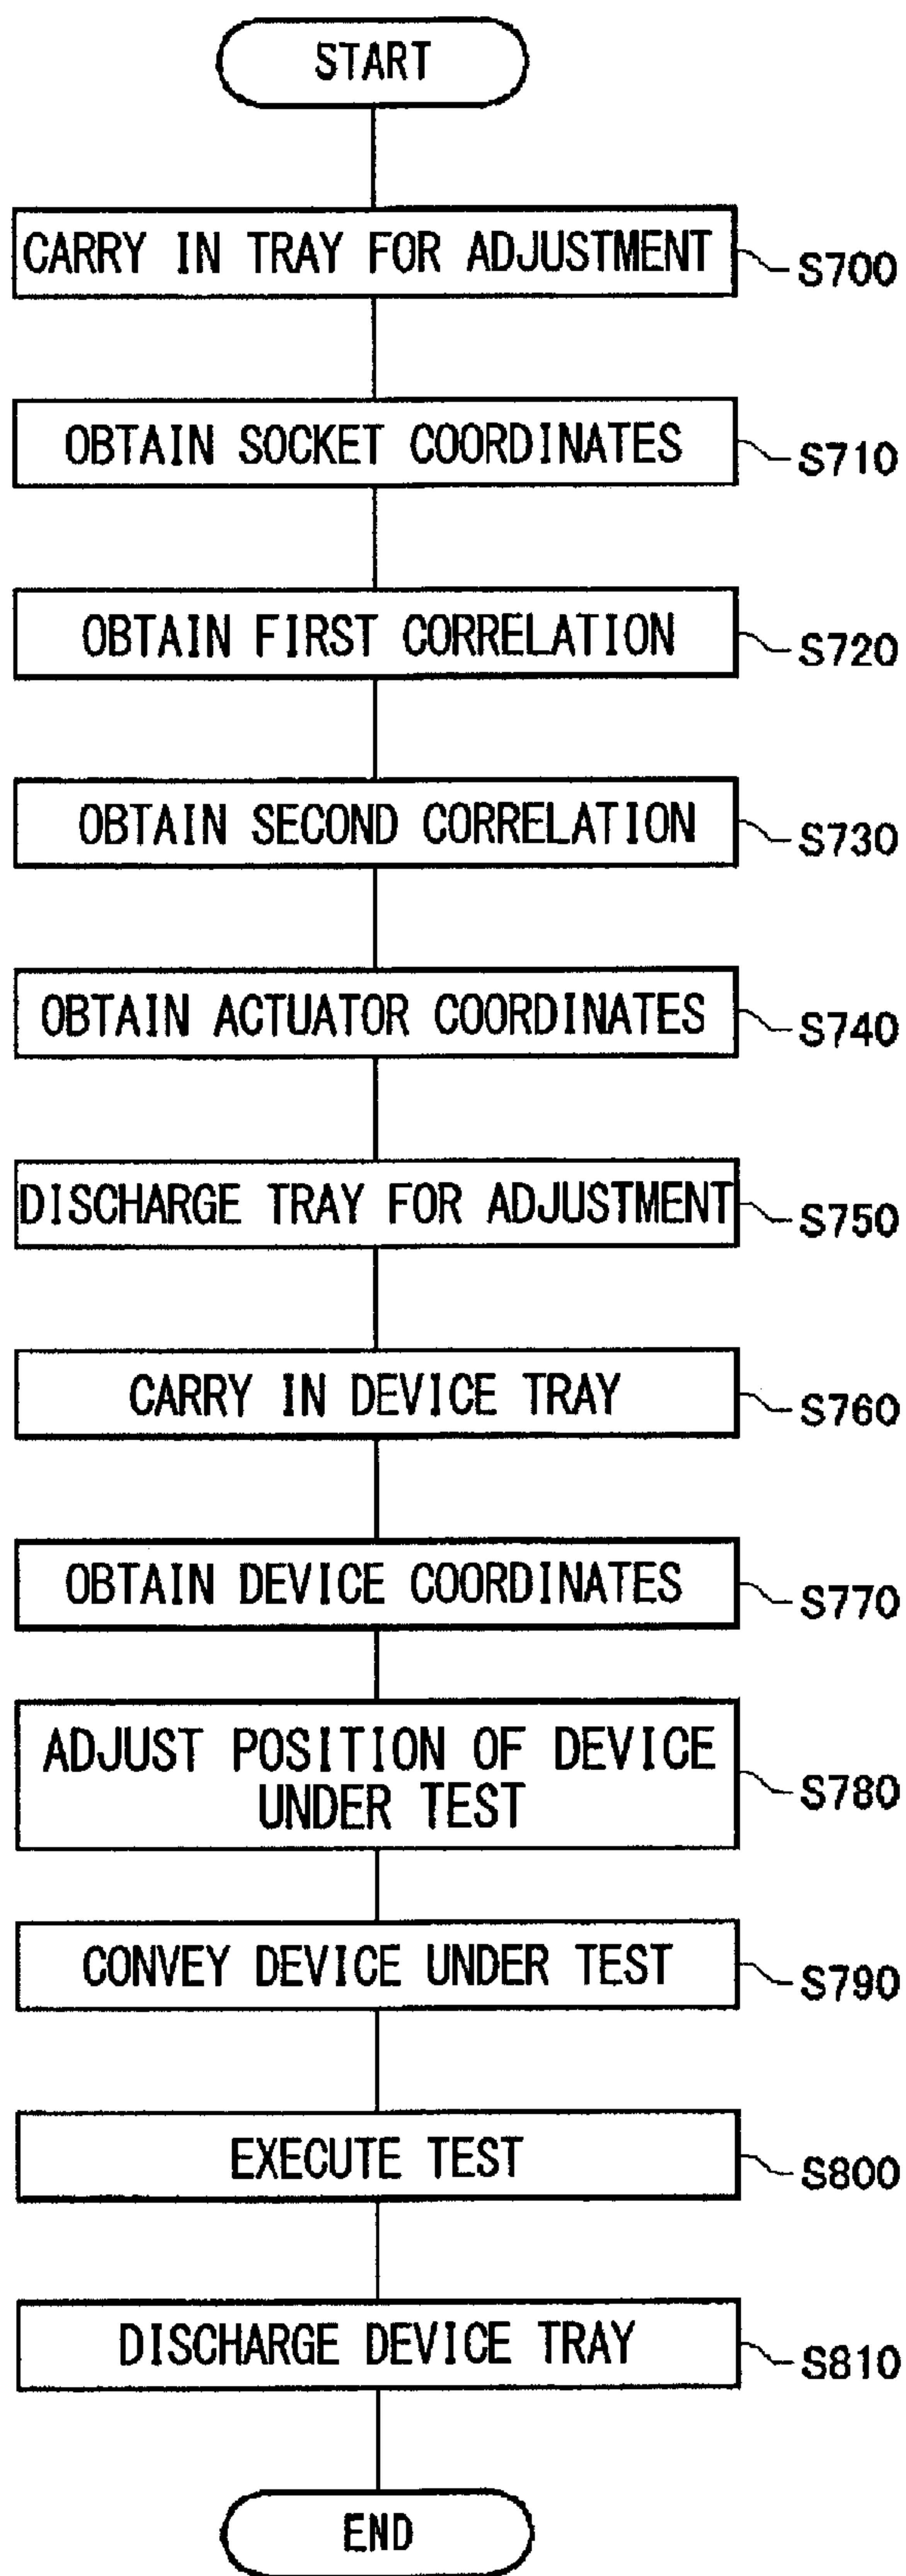 START
CARRY IN TRAY FOR ADJUSTMENT
S700
OBTAIN SOCKET COORDINATES
S710
OBTAIN FIRST CORRELATION
S720
OBTAIN SECOND CORRELATION
S730
OBTAIN ACTUATOR COORDINATES
S740
DISCHARGE TRAY FOR ADJUSTMENT
S750
CARRY IN DEVICE TRAY
S760
OBTAIN DEVICE COORDINATES
S770
ADJUST POSITION OF DEVICE
UNDER TEST
S780
CONVEY DEVICE UNDER TEST
S790
EXECUTE TEST
S800
DISCHARGE DEVICE TRAY
S810
END